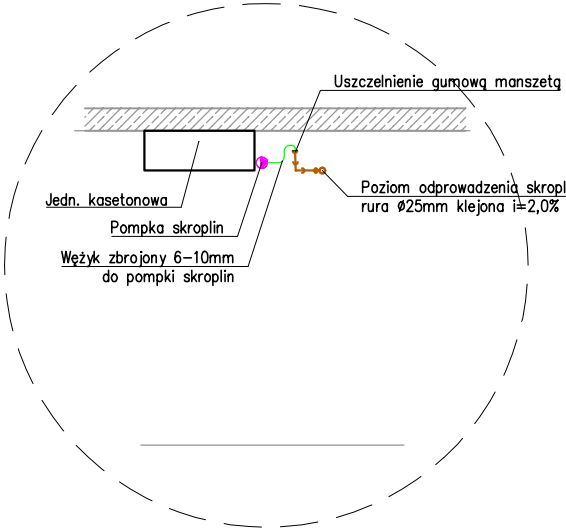 Uszczelnienie gumową manszetą
Jedn. kasetonowa
Poziom odprowadzenia skropl
rura Ø25mm klejona i=2,0%
Pompka skroplin
Wężyk zbrojony 6-10mm
do pompki skroplin